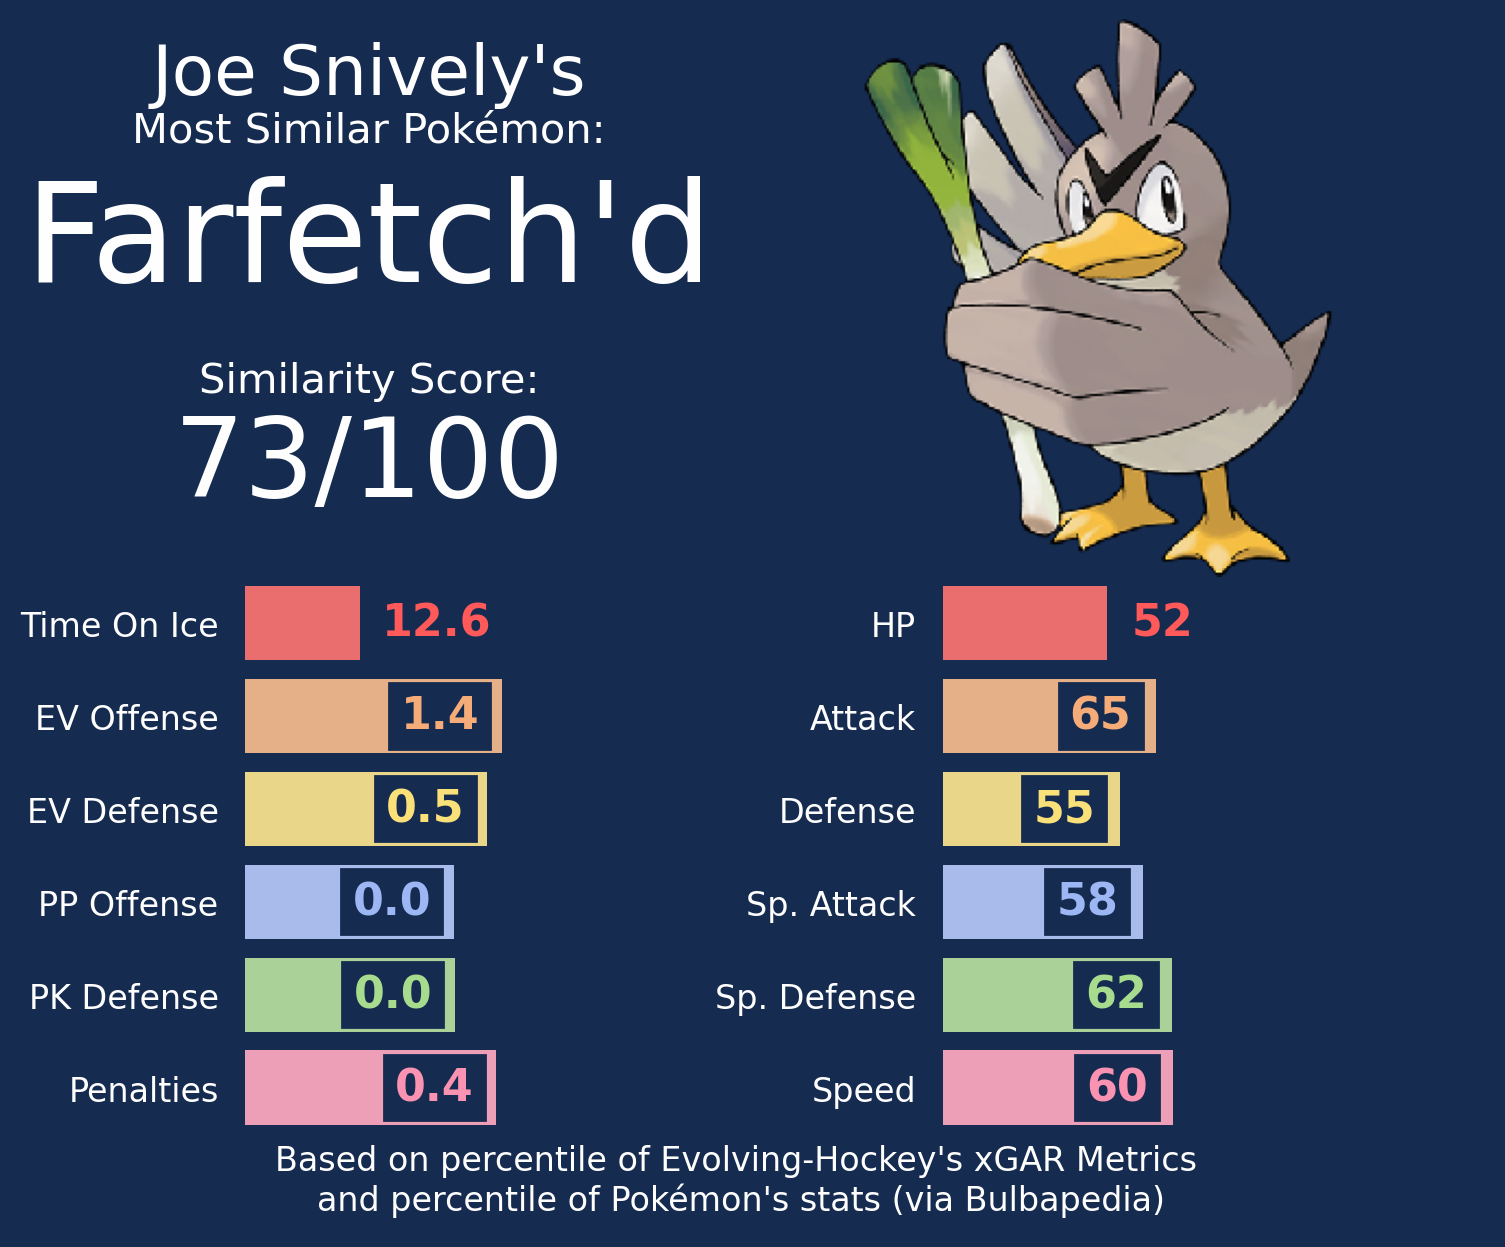 Joe Snively's
Most Similar Pokémon:
Farfetch'd
Similarity Score:
73/100
Time On Ice 12.6
EV Offense 1.4
EV Defense 0.5
PP Offense 0.0
PK Defense 0.0
Penalties 0.4
HP 52
Attack 65
Defense 55
Sp. Attack 58
Sp. Defense 62
Speed 60
Based on percentile of Evolving-Hockey's xGAR Metrics
and percentile of Pokémon's stats (via Bulbapedia)